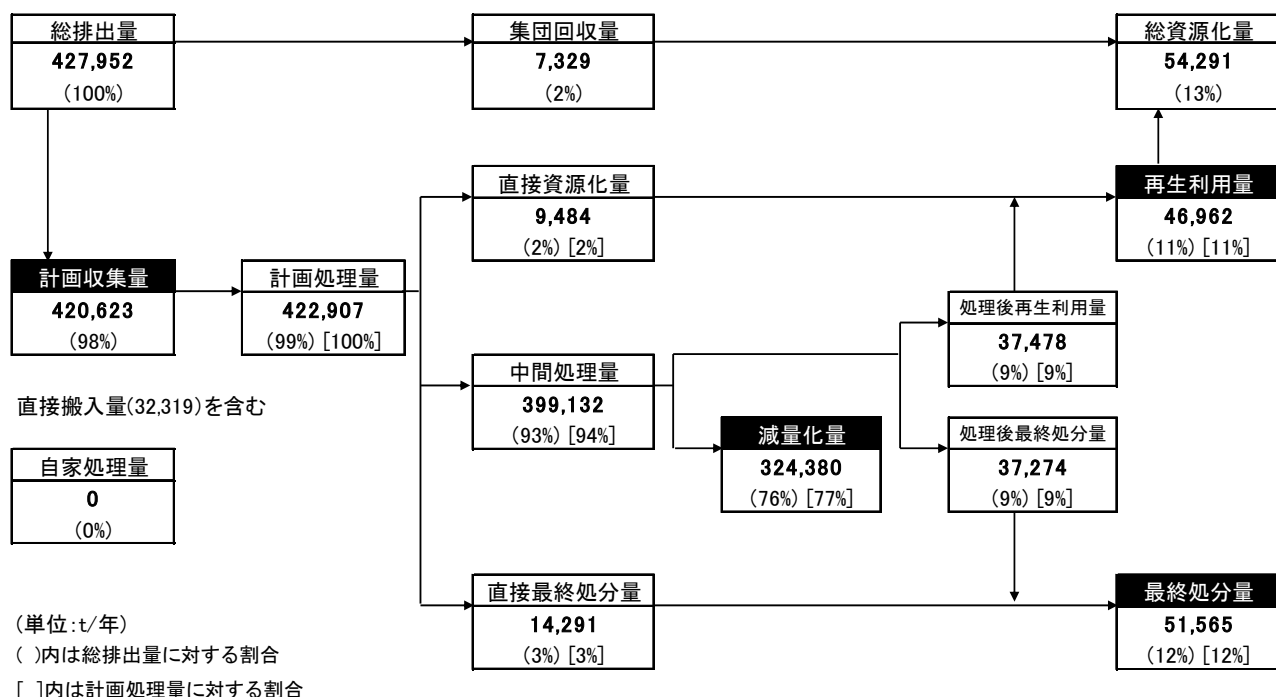 総排出量
427,952
(100%)
集団回収量
7,329
(2%)
総資源化量
54,291
(13%)
直接資源化量
9,484
(2%) [2%]
再生利用量
46,962
(11%) [11%]
計画収集量
420,623
(98%)
計画処理量
422,907
(99%) [100%]
処理後再生利用量
37,478
(9%) [9%]
中間処理量
399,132
(93%) [94%]
直接搬入量(32,319)を含む
減量化量
324,380
(76%) [77%]
処理後最終処分量
37,274
(9%) [9%]
自家処理量
0
(0%)
直接最終処分量
14,291
(3%) [3%]
最終処分量
51,565
(12%) [12%]
(単位:t/年)
( )内は総排出量に対する割合
[ ]内は計画処理量に対する割合